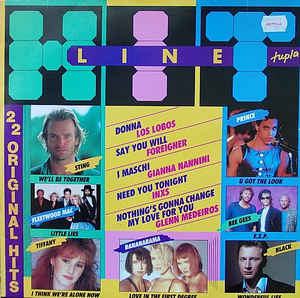 HIT
LINE
tupla
22 ORIGINAL HITS
DONNA
LOS LOBOS
SAY YOU WILL
FOREIGNER
I MASCHI
GIANNA NANNINI
NEED YOU TONIGHT
INXS
NOTHING'S GONNA CHANGE
MY LOVE FOR YOU
GLENN MEDEIROS
STING
WE'LL BE TOGETHER
PRINCE
U GOT THE LOOK
FLEETWOOD MAC
LITTLE LIES
BEE GEES
E.S.P.
TIFFANY
I THINK WE'RE ALONE NOW
BANANARAMA
LOVE IN THE FIRST DEGREE
BLACK
WONDERFUL LIFE